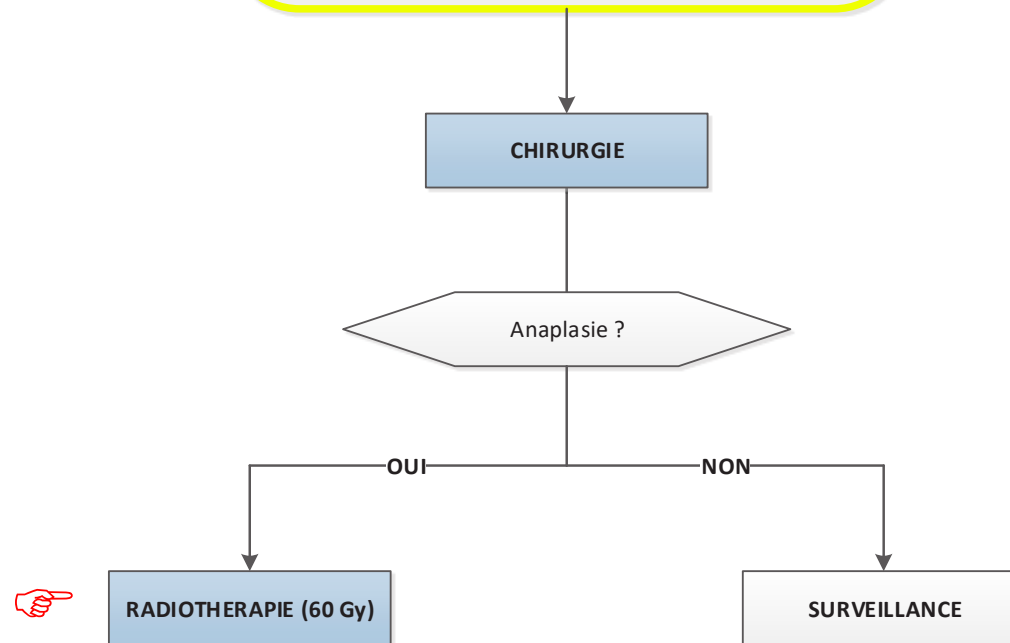 CHIRURGIE
Anaplasie ?
OUI
NON
RADIOTHERAPIE (60 Gy)
SURVEILLANCE